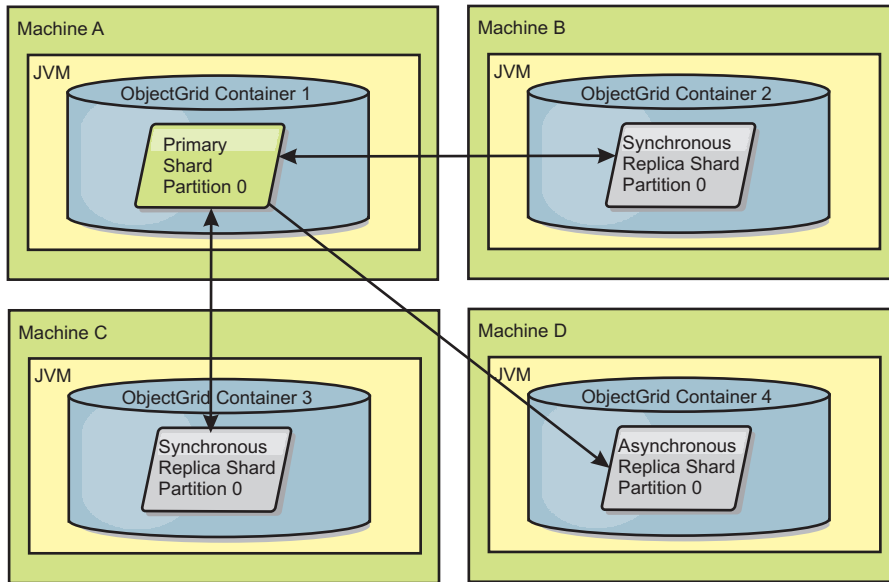 Machine A
JVM
ObjectGrid Container 1
Primary
Shard
Partition 0
Machine B
JVM
ObjectGrid Container 2
Synchronous
Replica Shard
Partition 0
Machine C
JVM
ObjectGrid Container 3
Synchronous
Replica Shard
Partition 0
Machine D
JVM
ObjectGrid Container 4
Asynchronous
Replica Shard
Partition 0